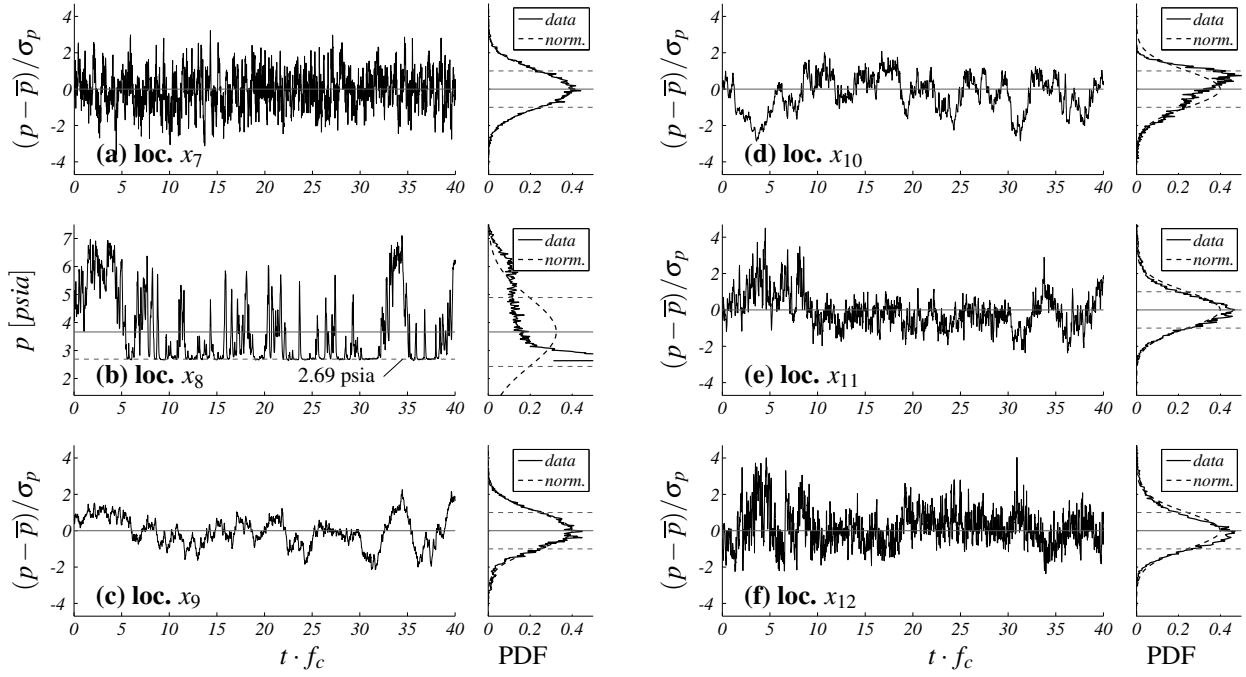 (p − p̅)/σp
4
2
0
-2
-4
(a) loc. x7
0 5 10 15 20 25 30 35 40
data
norm.
0 0.2 0.4
p [psia]
7
6
5
4
3
2
2.69 psia
(b) loc. x8
0 5 10 15 20 25 30 35 40
data
norm.
0 0.2 0.4
(p − p̅)/σp
4
2
0
-2
-4
(c) loc. x9
0 5 10 15 20 25 30 35 40
t · fc
data
norm.
0 0.2 0.4
PDF
(p − p̅)/σp
4
2
0
-2
-4
(d) loc. x10
0 5 10 15 20 25 30 35 40
data
norm.
0 0.2 0.4
(p − p̅)/σp
4
2
0
-2
-4
(e) loc. x11
0 5 10 15 20 25 30 35 40
data
norm.
0 0.2 0.4
(p − p̅)/σp
4
2
0
-2
-4
(f) loc. x12
0 5 10 15 20 25 30 35 40
t · fc
data
norm.
0 0.2 0.4
PDF